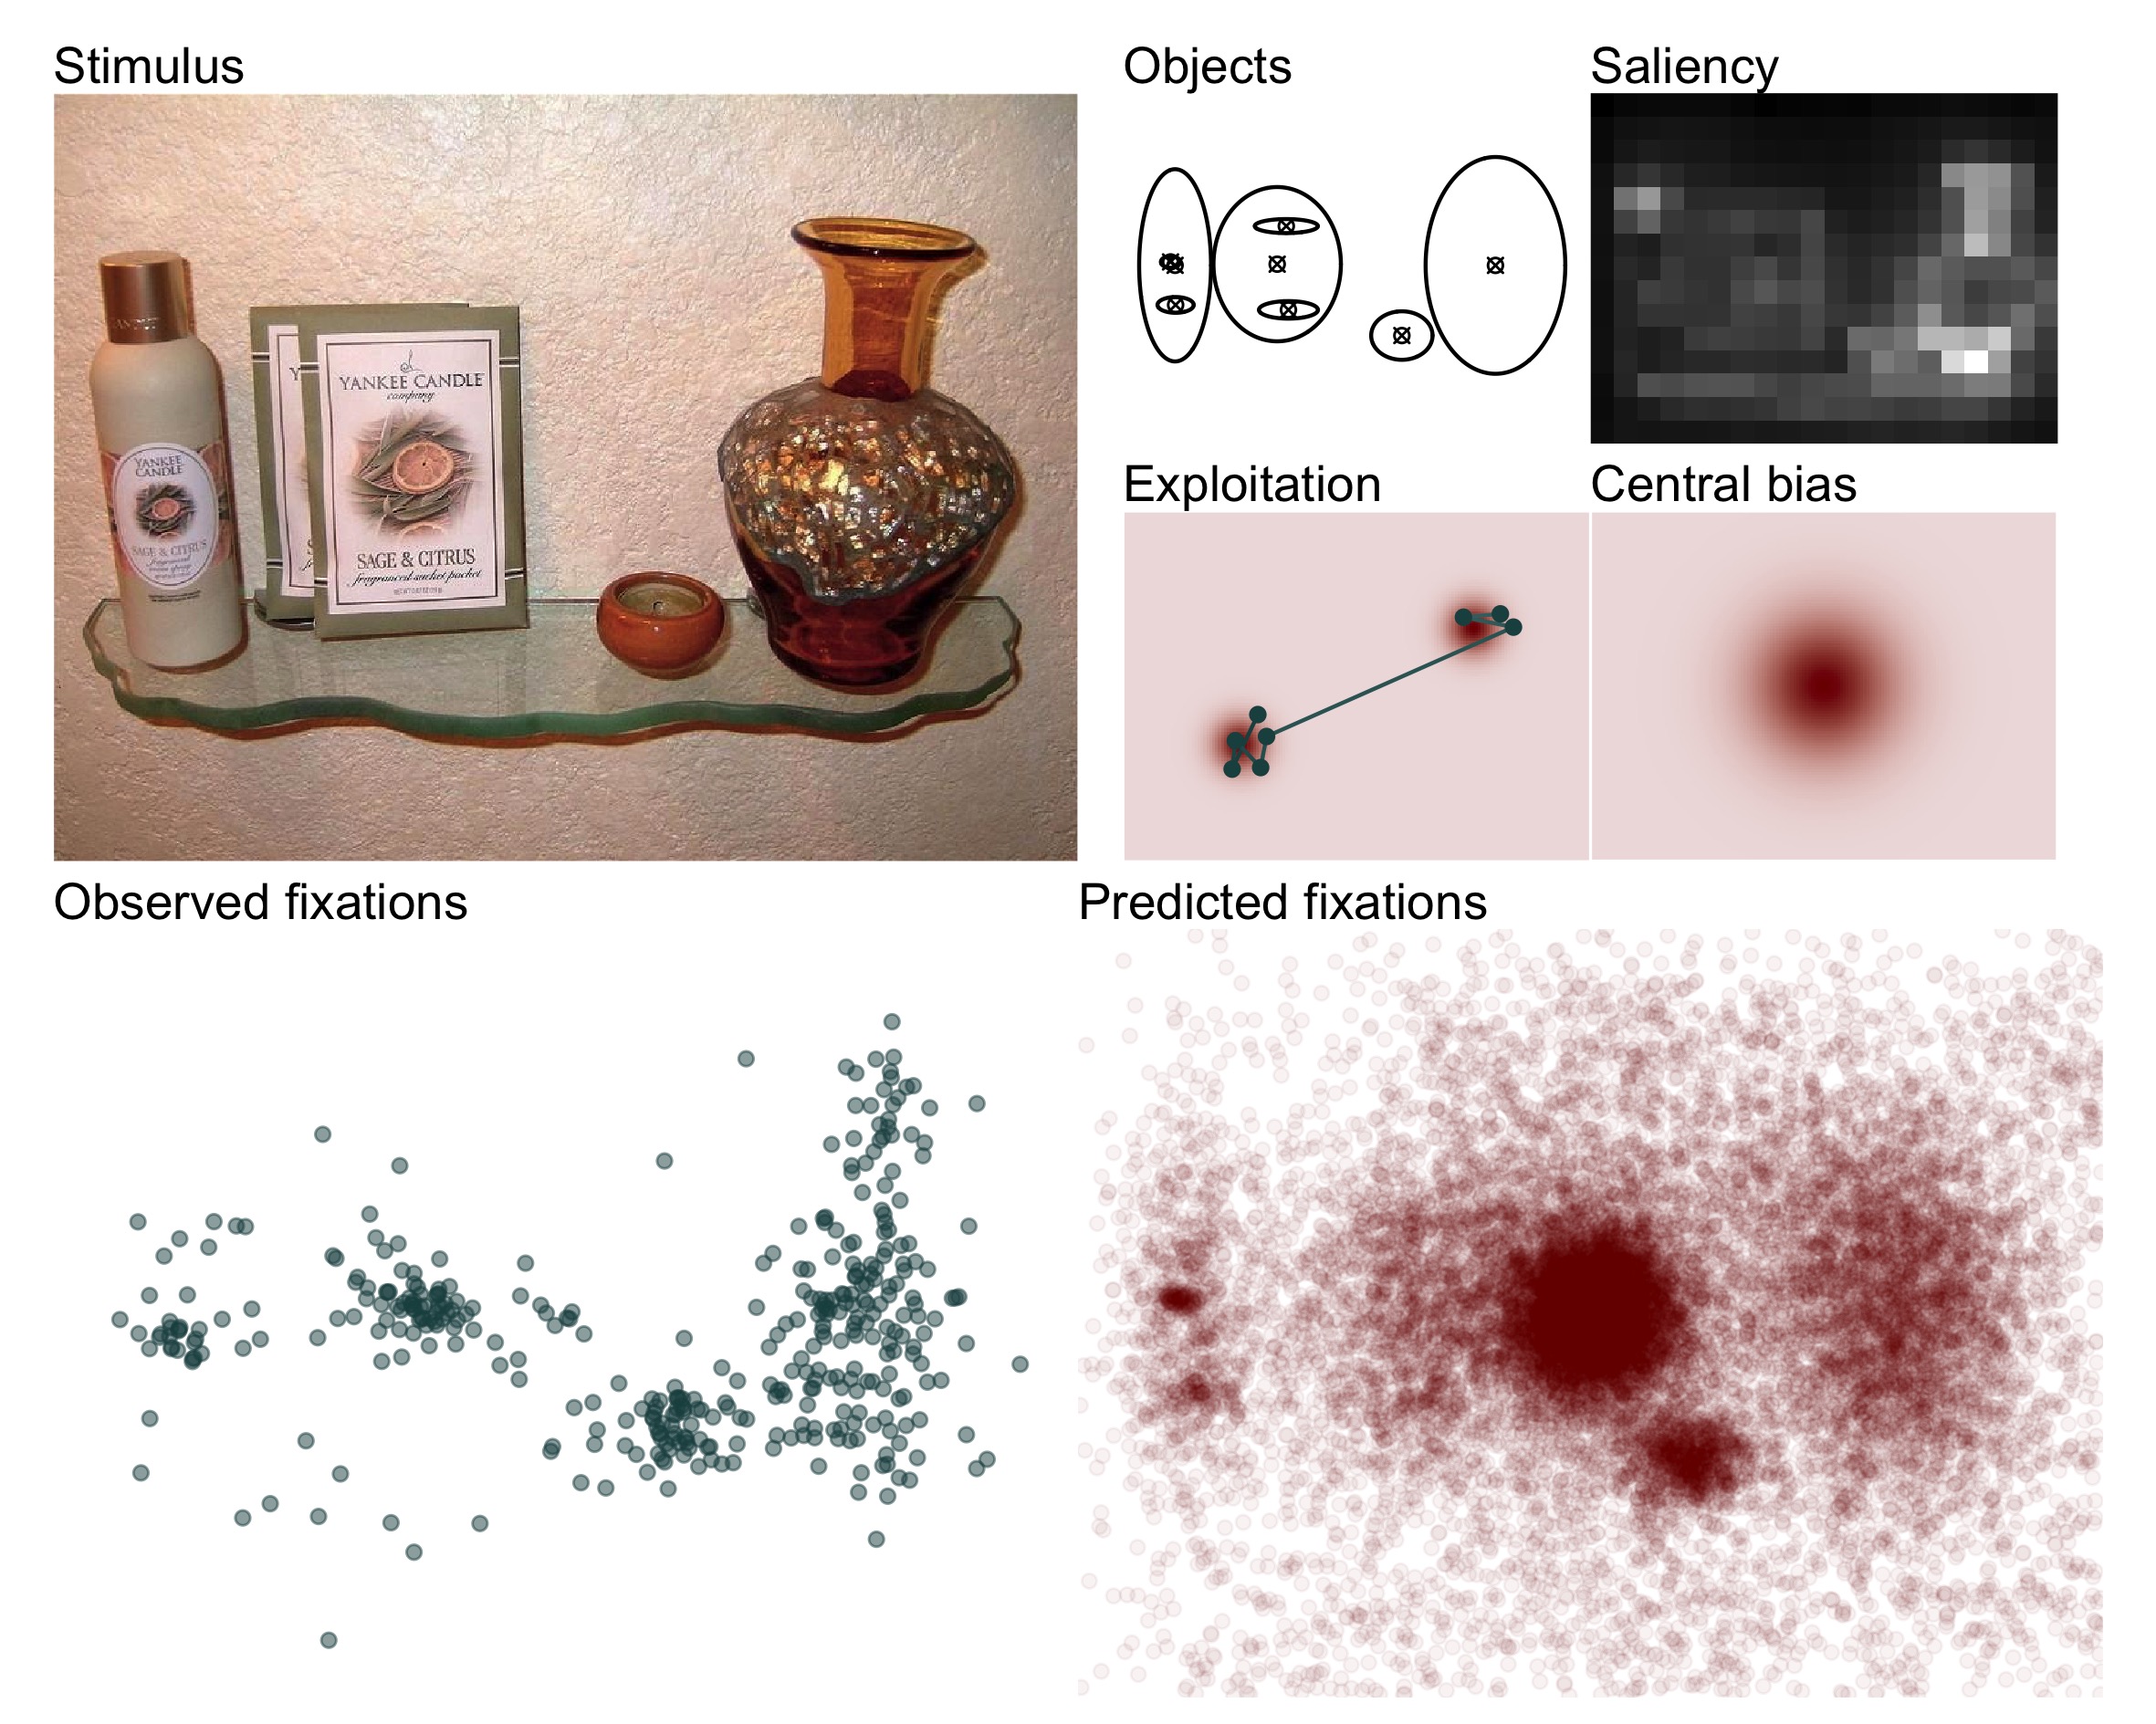 Stimulus
Objects
Saliency
YANKEE CANDLE
company
SAGE & CITRUS
fragranced sachet packet
YANKEE
CANDLE
SAGE & CITRUS
Exploitation
Central bias
Observed fixations
Predicted fixations